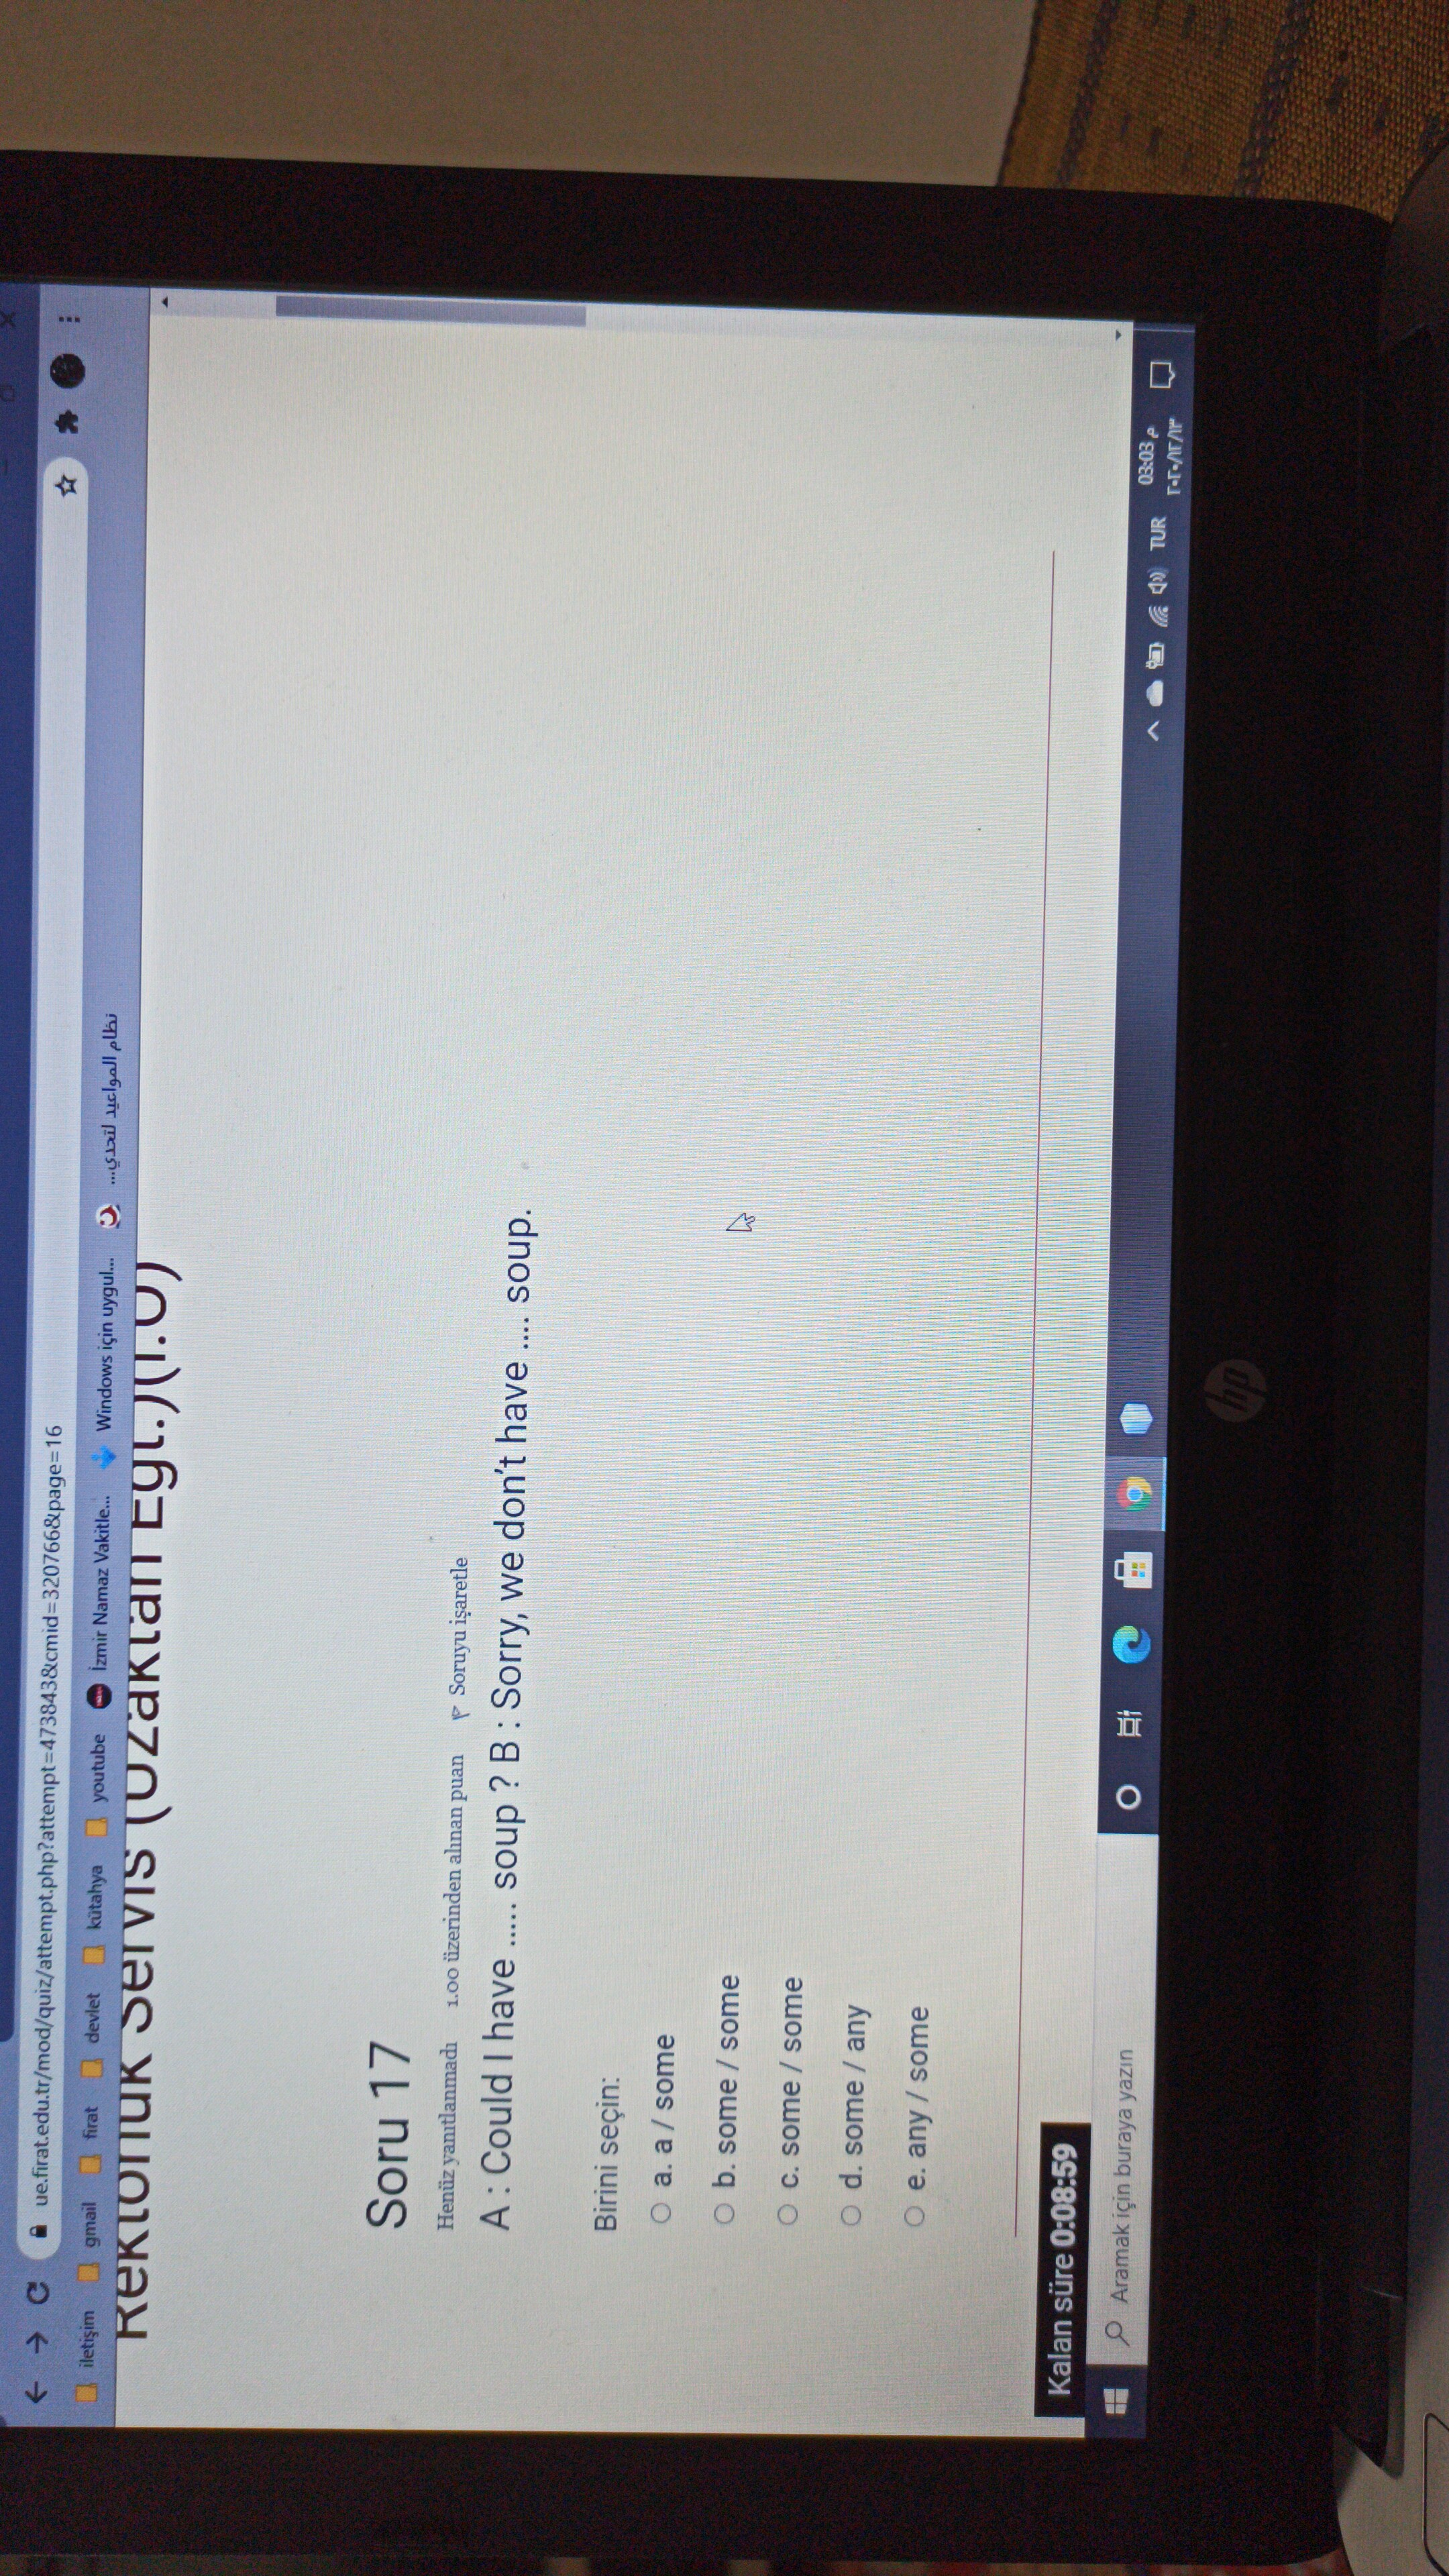 ue.firat.edu.tr/mod/quiz/attempt.php?attempt=473843&cmid=320766&page=16
iletişim gmail fırat devlet kütahya youtube İzmir Namaz Vakitle... Windows için uygul... نظام المواعيد لتحدي...
Rektörlük Servis (Uzaktan Eğt.)(İ.Ö)
Soru 17
Henüz yanıtlanmadı 1.00 üzerinden alınan puan Soruyu işaretle
A : Could I have ..... soup ? B : Sorry, we don't have .... soup.
Birini seçin:
a. a / some
b. some / some
c. some / some
d. some / any
e. any / some
Kalan süre 0:08:59
Aramak için buraya yazın
TUR
03:03 م
٢٠٢٠/١٢/١٣
hp